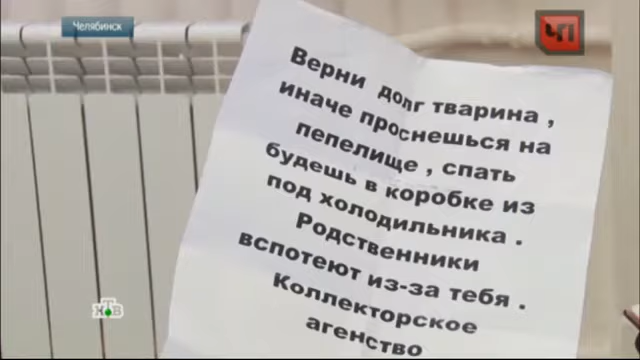 Челябинск
ЧП
Верни долг тварина ,
иначе проснешься на
пепелище , спать
будешь в коробке из
под холодильника .
Родственники
вспотеют из-за тебя .
Коллекторское
агенство
НТВ